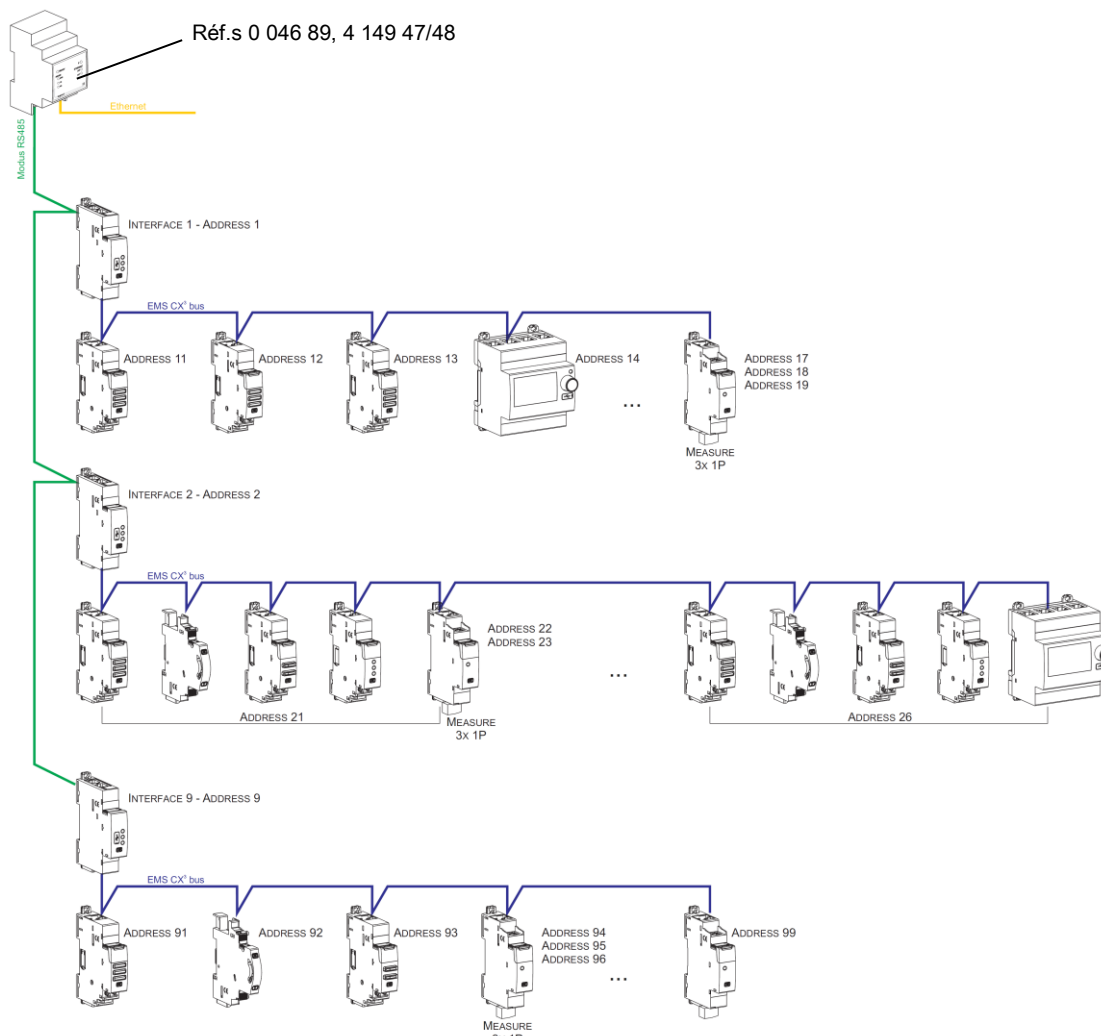 Réf.s 0 046 89, 4 149 47/48
Ethernet
Modus RS485
INTERFACE 1 - ADDRESS 1
EMS CX³ bus
ADDRESS 11
ADDRESS 12
ADDRESS 13
ADDRESS 14
ADDRESS 17
ADDRESS 18
ADDRESS 19
...
MEASURE
3X 1P
INTERFACE 2 - ADDRESS 2
EMS CX³ bus
ADDRESS 22
ADDRESS 23
...
ADDRESS 21
MEASURE
3X 1P
ADDRESS 26
INTERFACE 9 - ADDRESS 9
EMS CX³ bus
ADDRESS 91
ADDRESS 92
ADDRESS 93
ADDRESS 94
ADDRESS 95
ADDRESS 96
ADDRESS 99
...
MEASURE